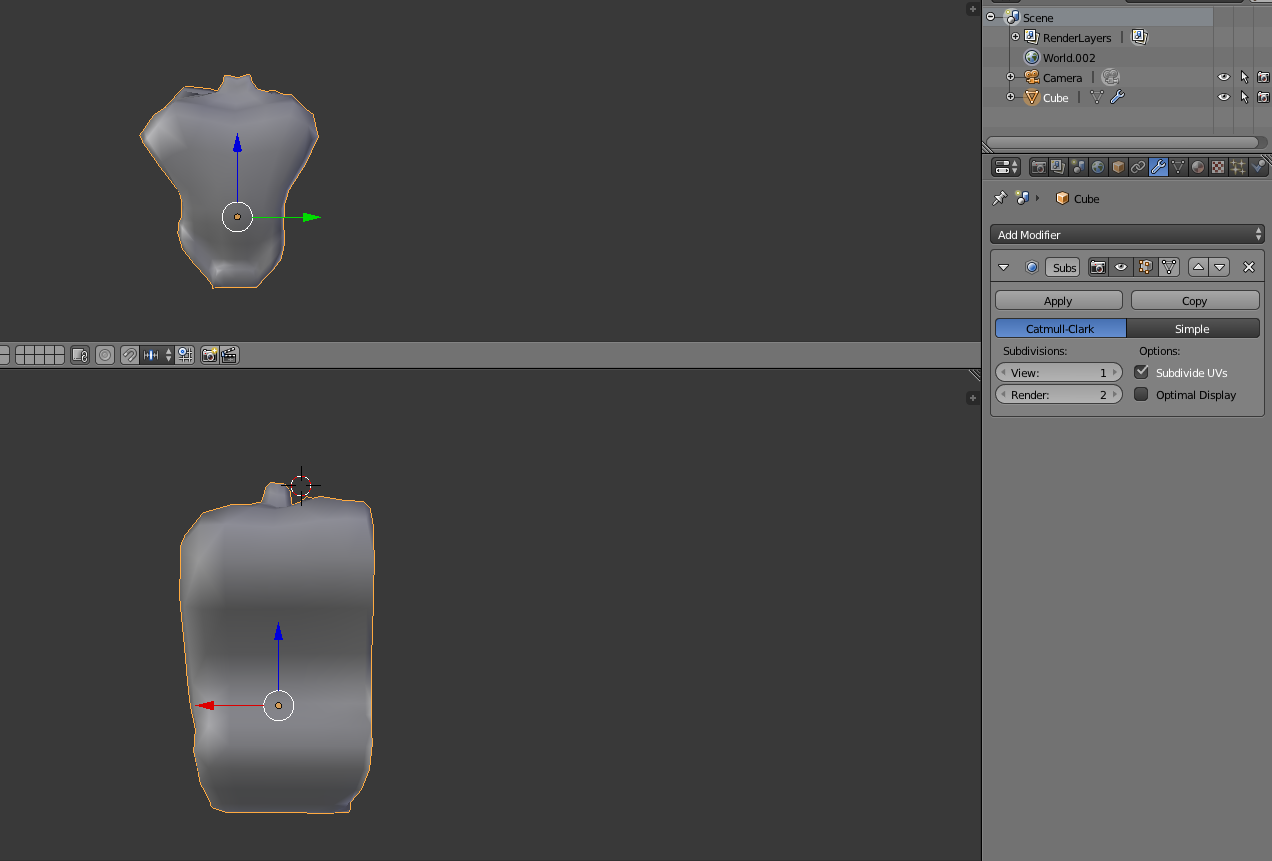 Scene
RenderLayers |
World.002
Camera |
Cube |
Cube
Add Modifier
Subs
Apply Copy
Catmull-Clark Simple
Subdivisions: Options:
View: 1 Subdivide UVs
Render: 2 Optimal Display